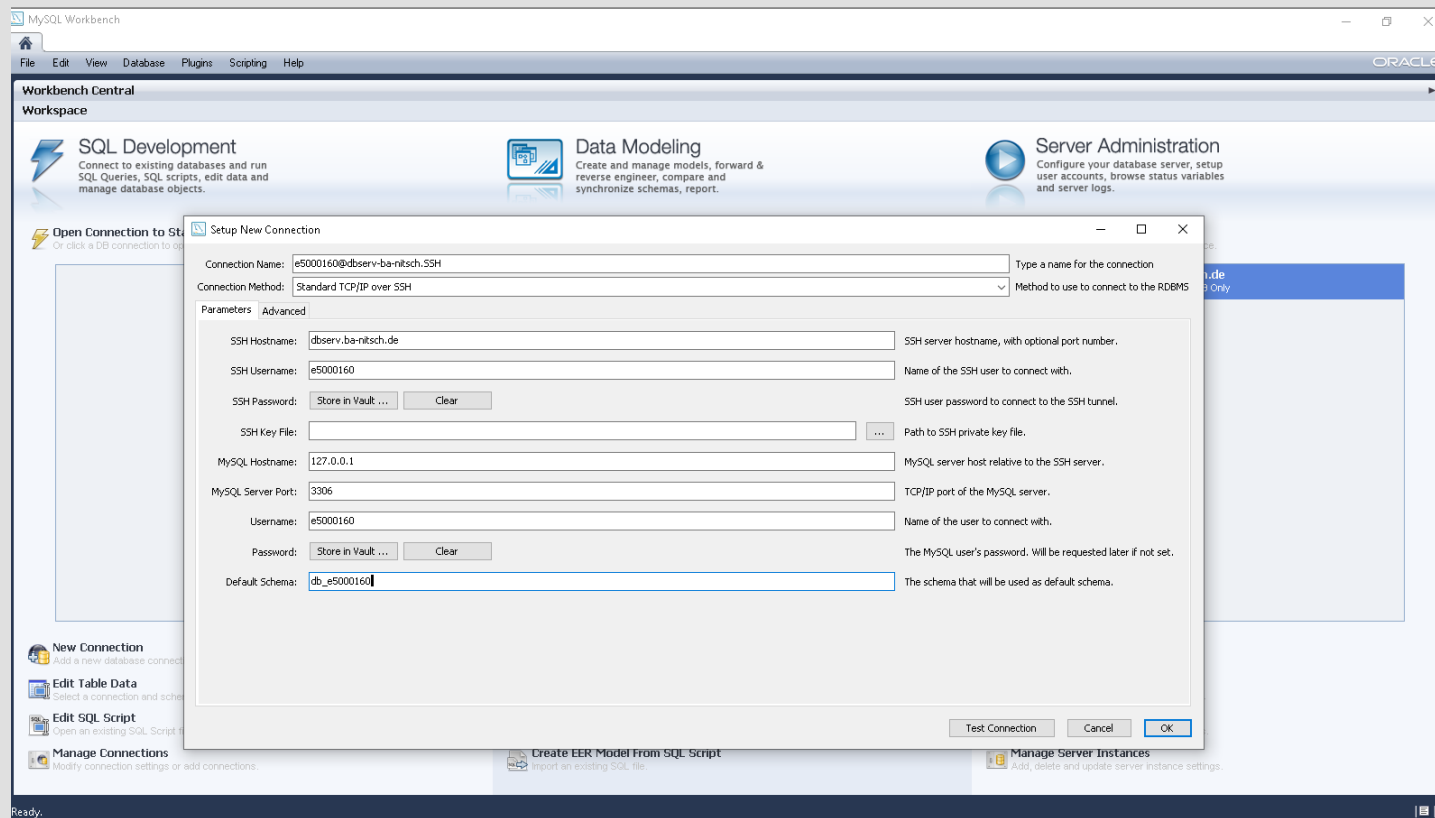 MySQL Workbench
File Edit View Database Plugins Scripting Help
ORACLE
Workbench Central
Workspace
SQL Development
Connect to existing databases and run
SQL Queries, SQL scripts, edit data and
manage database objects.
Data Modeling
Create and manage models, forward &
reverse engineer, compare and
synchronize schemas, report.
Server Administration
Configure your database server, setup
user accounts, browse status variables
and server logs.
Open Connection to Sta
Or click a DB connection to op
ce.
h.de
B Only
Setup New Connection
Connection Name: e5000160@dbserv-ba-nitsch.SSH Type a name for the connection
Connection Method: Standard TCP/IP over SSH Method to use to connect to the RDBMS
Parameters Advanced
SSH Hostname: dbserv.ba-nitsch.de SSH server hostname, with optional port number.
SSH Username: e5000160 Name of the SSH user to connect with.
SSH Password: Store in Vault ... Clear SSH user password to connect to the SSH tunnel.
SSH Key File: ... Path to SSH private key file.
MySQL Hostname: 127.0.0.1 MySQL server host relative to the SSH server.
MySQL Server Port: 3306 TCP/IP port of the MySQL server.
Username: e5000160 Name of the user to connect with.
Password: Store in Vault ... Clear The MySQL user's password. Will be requested later if not set.
Default Schema: db_e5000160 The schema that will be used as default schema.
Test Connection Cancel OK
New Connection
Add a new database connect
Edit Table Data
Select a connection and sche
Edit SQL Script
Open an existing SQL Script fi
Manage Connections
Modify connection settings or add connections.
Create EER Model From SQL Script
Import an existing SQL file.
Manage Server Instances
Add, delete and update server instance settings.
Ready.